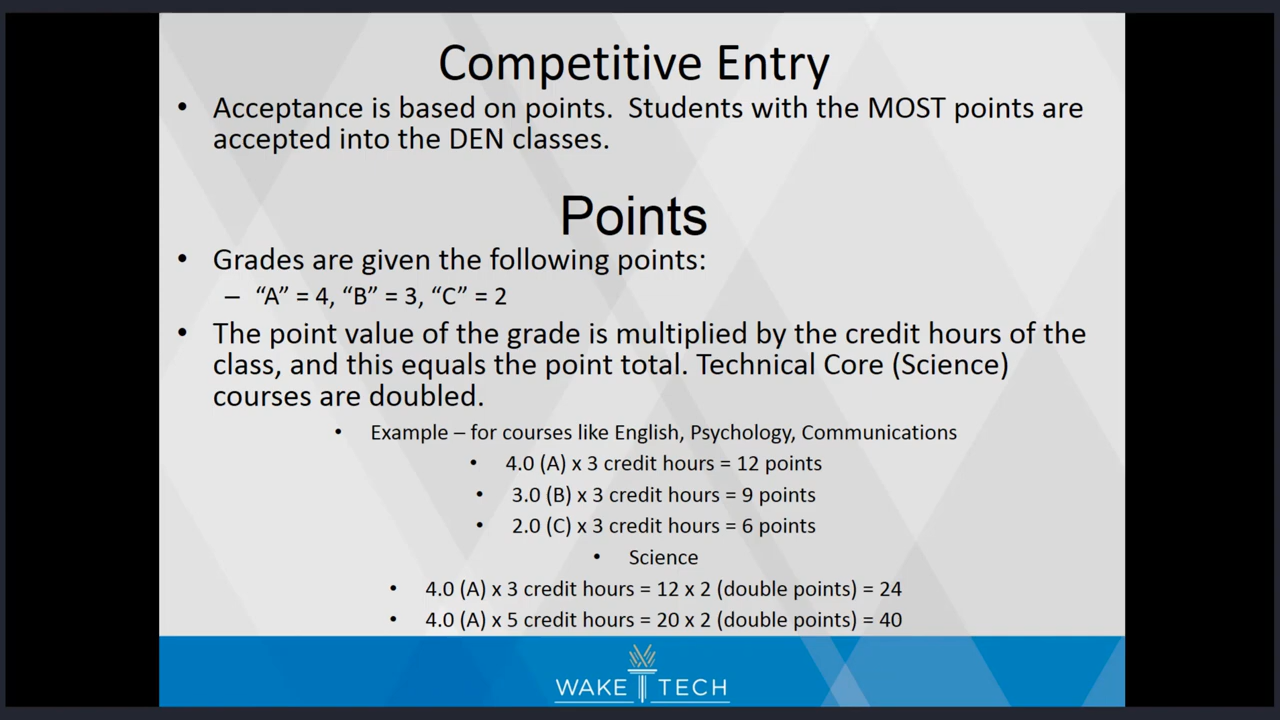 Competitive Entry
• Acceptance is based on points.  Students with the MOST points are
accepted into the DEN classes.
Points
• Grades are given the following points:
– “A” = 4, “B” = 3, “C” = 2
• The point value of the grade is multiplied by the credit hours of the
class, and this equals the point total. Technical Core (Science)
courses are doubled.
• Example – for courses like English, Psychology, Communications
• 4.0 (A) x 3 credit hours = 12 points
• 3.0 (B) x 3 credit hours = 9 points
• 2.0 (C) x 3 credit hours = 6 points
• Science
• 4.0 (A) x 3 credit hours = 12 x 2 (double points) = 24
• 4.0 (A) x 5 credit hours = 20 x 2 (double points) = 40
WAKE TECH